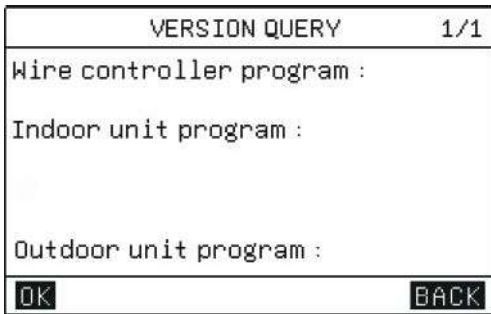 VERSION QUERY 1/1
Wire controller program :
Indoor unit program :
Outdoor unit program :
OK BACK